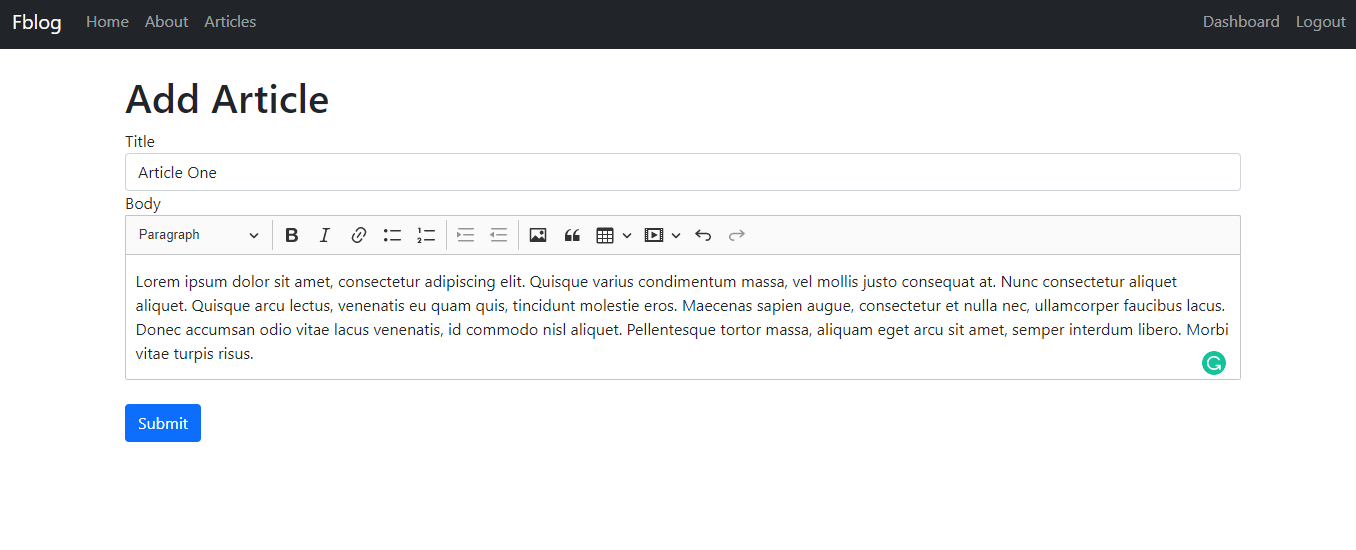 Fblog Home About Articles Dashboard Logout
Add Article
Title
Article One
Body
Paragraph
Lorem ipsum dolor sit amet, consectetur adipiscing elit. Quisque varius condimentum massa, vel mollis justo consequat at. Nunc consectetur aliquet
aliquet. Quisque arcu lectus, venenatis eu quam quis, tincidunt molestie eros. Maecenas sapien augue, consectetur et nulla nec, ullamcorper faucibus lacus.
Donec accumsan odio vitae lacus venenatis, id commodo nisl aliquet. Pellentesque tortor massa, aliquam eget arcu sit amet, semper interdum libero. Morbi
vitae turpis risus.
Submit